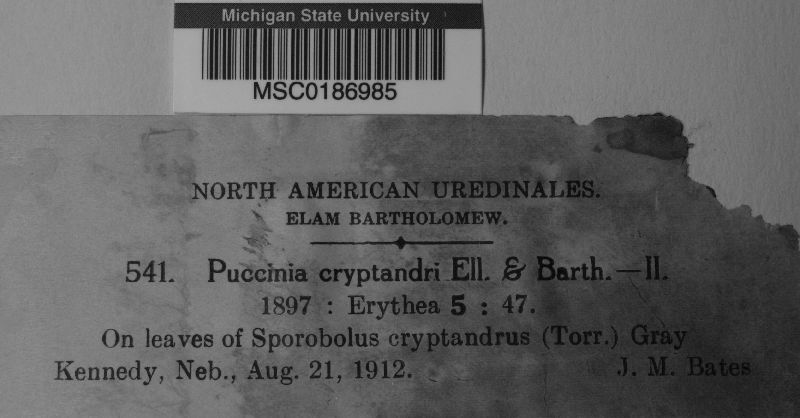 Michigan State University
MSC0186985
NORTH AMERICAN UREDINALES.
ELAM BARTHOLOMEW.
541. Puccinia cryptandri Ell. & Barth.—II.
1897 : Erythea 5 : 47.
On leaves of Sporobolus cryptandrus (Torr.) Gray
Kennedy, Neb., Aug. 21, 1912. J. M. Bates